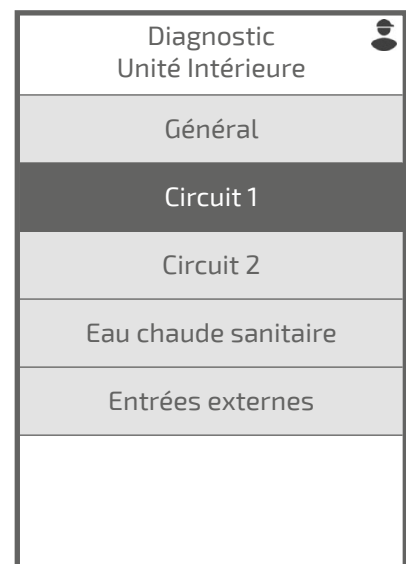 Diagnostic
Unité Intérieure
Général
Circuit 1
Circuit 2
Eau chaude sanitaire
Entrées externes